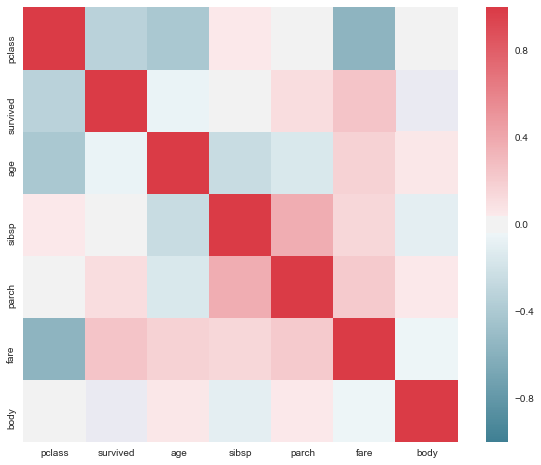 pclass
survived
age
sibsp
parch
fare
body
pclass survived age sibsp parch fare body
0.8
0.4
0.0
−0.4
−0.8